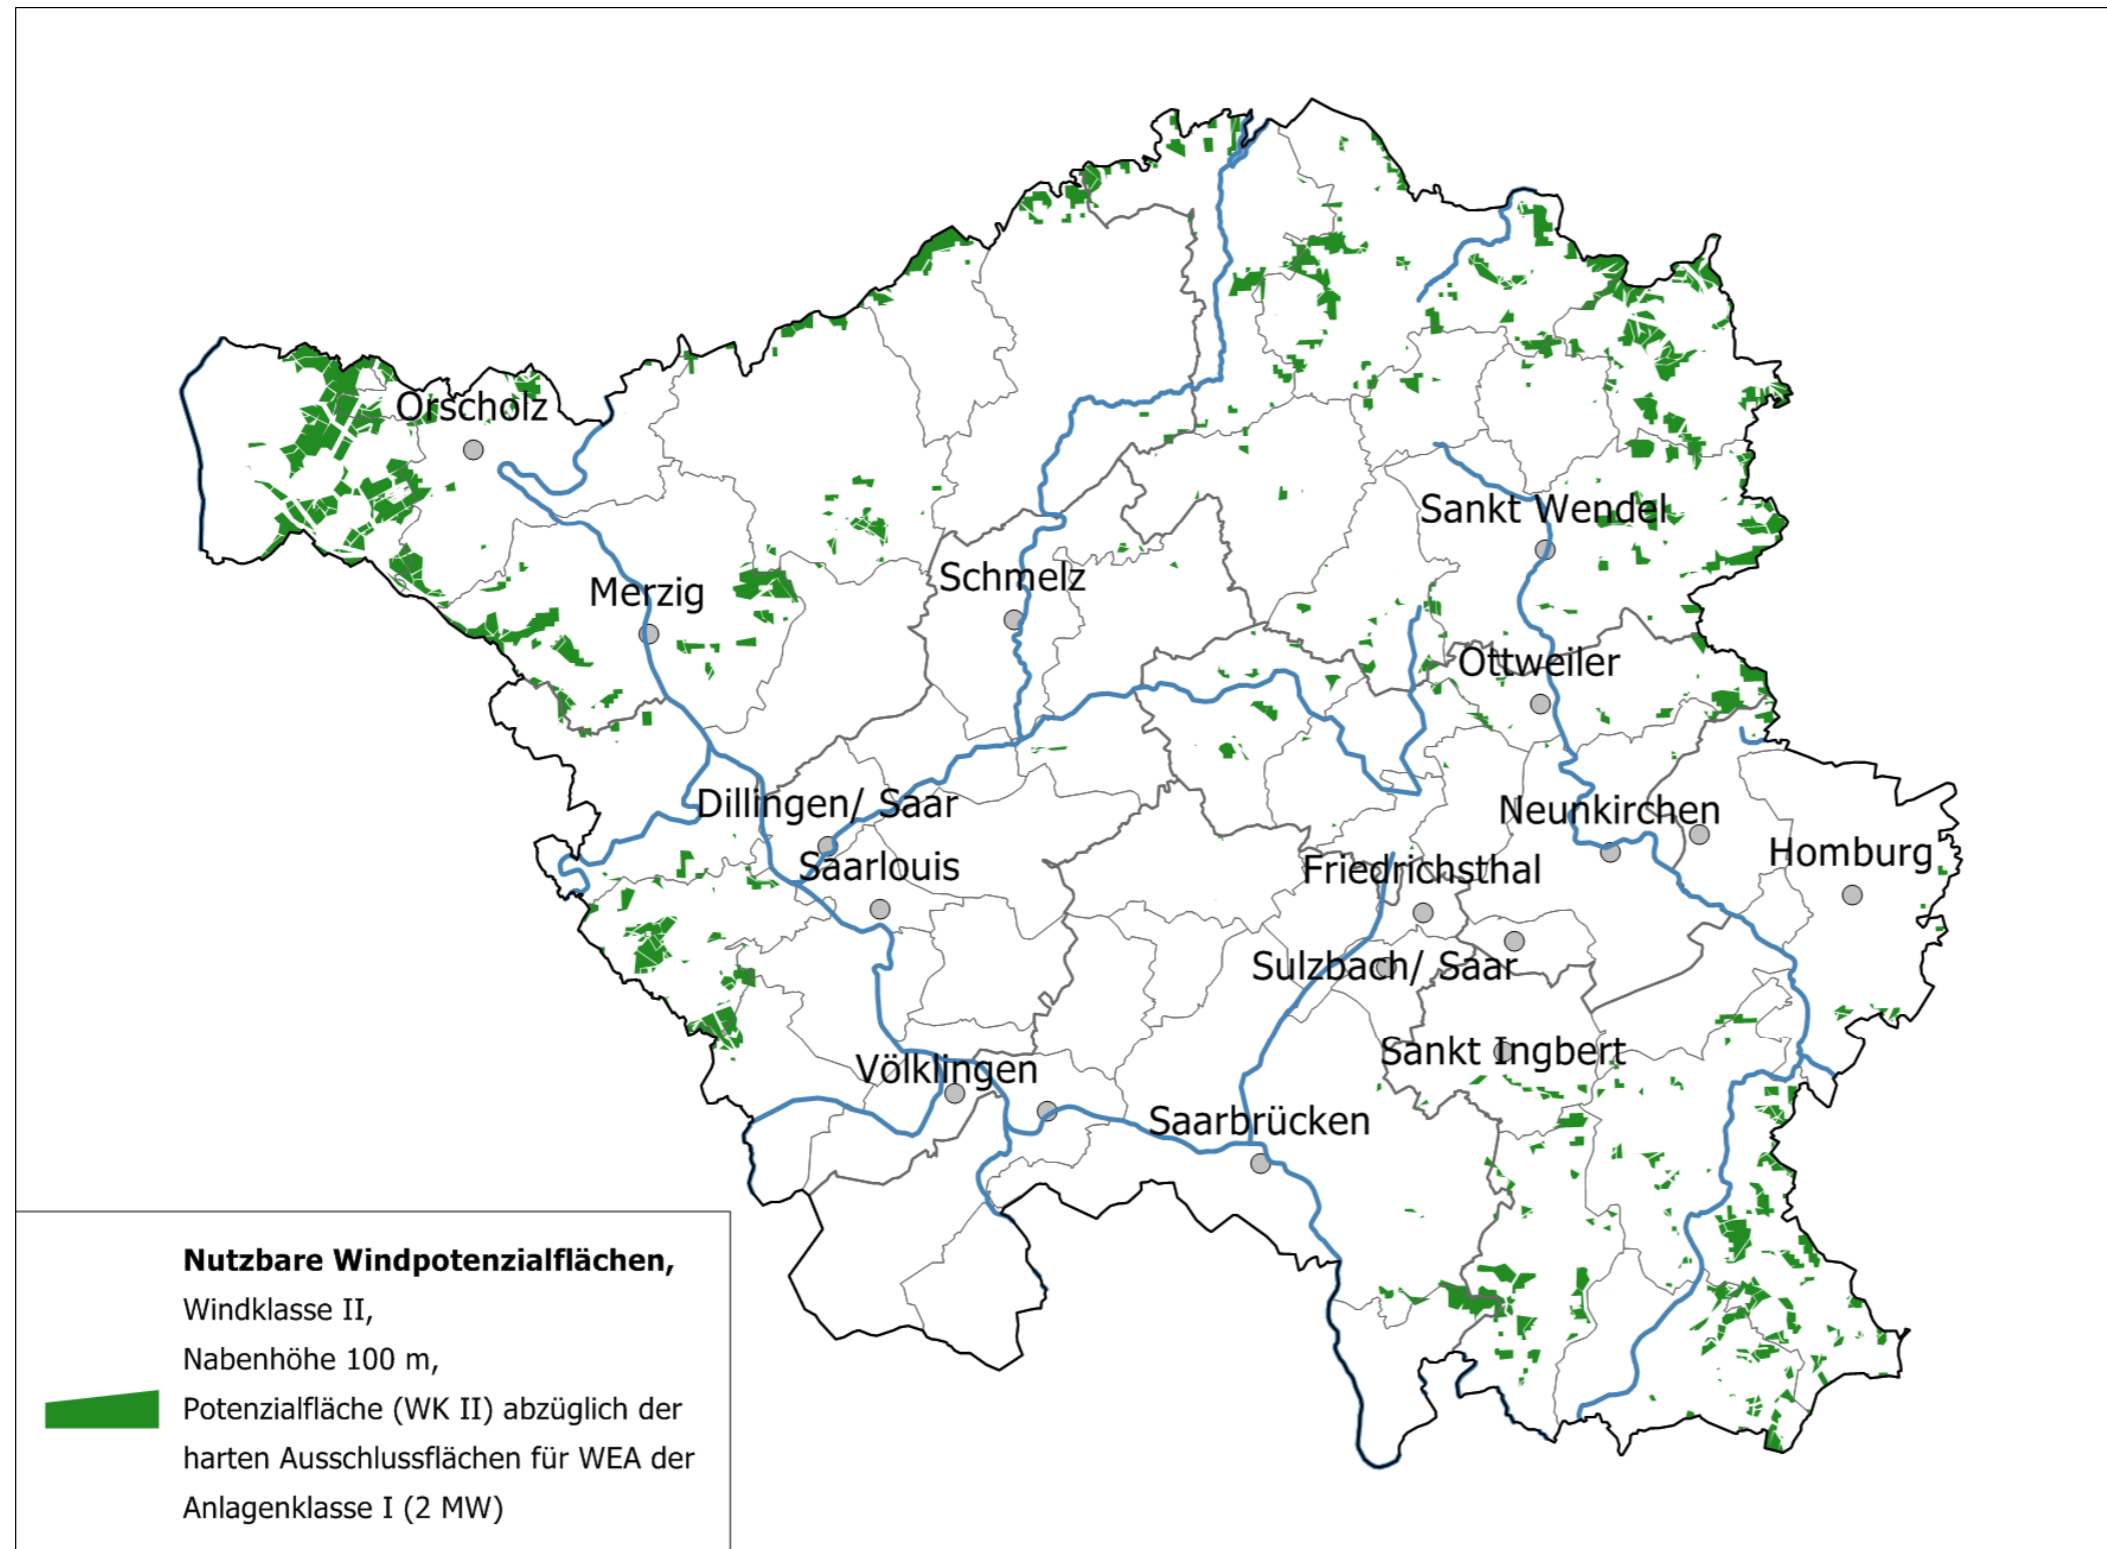 Orscholz
Sankt Wendel
Schmelz
Merzig
Ottweiler
Dillingen/ Saar
Neunkirchen
Homburg
Saarlouis
Friedrichsthal
Sulzbach/ Saar
Sankt Ingbert
Völklingen
Saarbrücken
Nutzbare Windpotenzialflächen,
Windklasse II,
Nabenhöhe 100 m,
Potenzialfläche (WK II) abzüglich der
harten Ausschlussflächen für WEA der
Anlagenklasse I (2 MW)